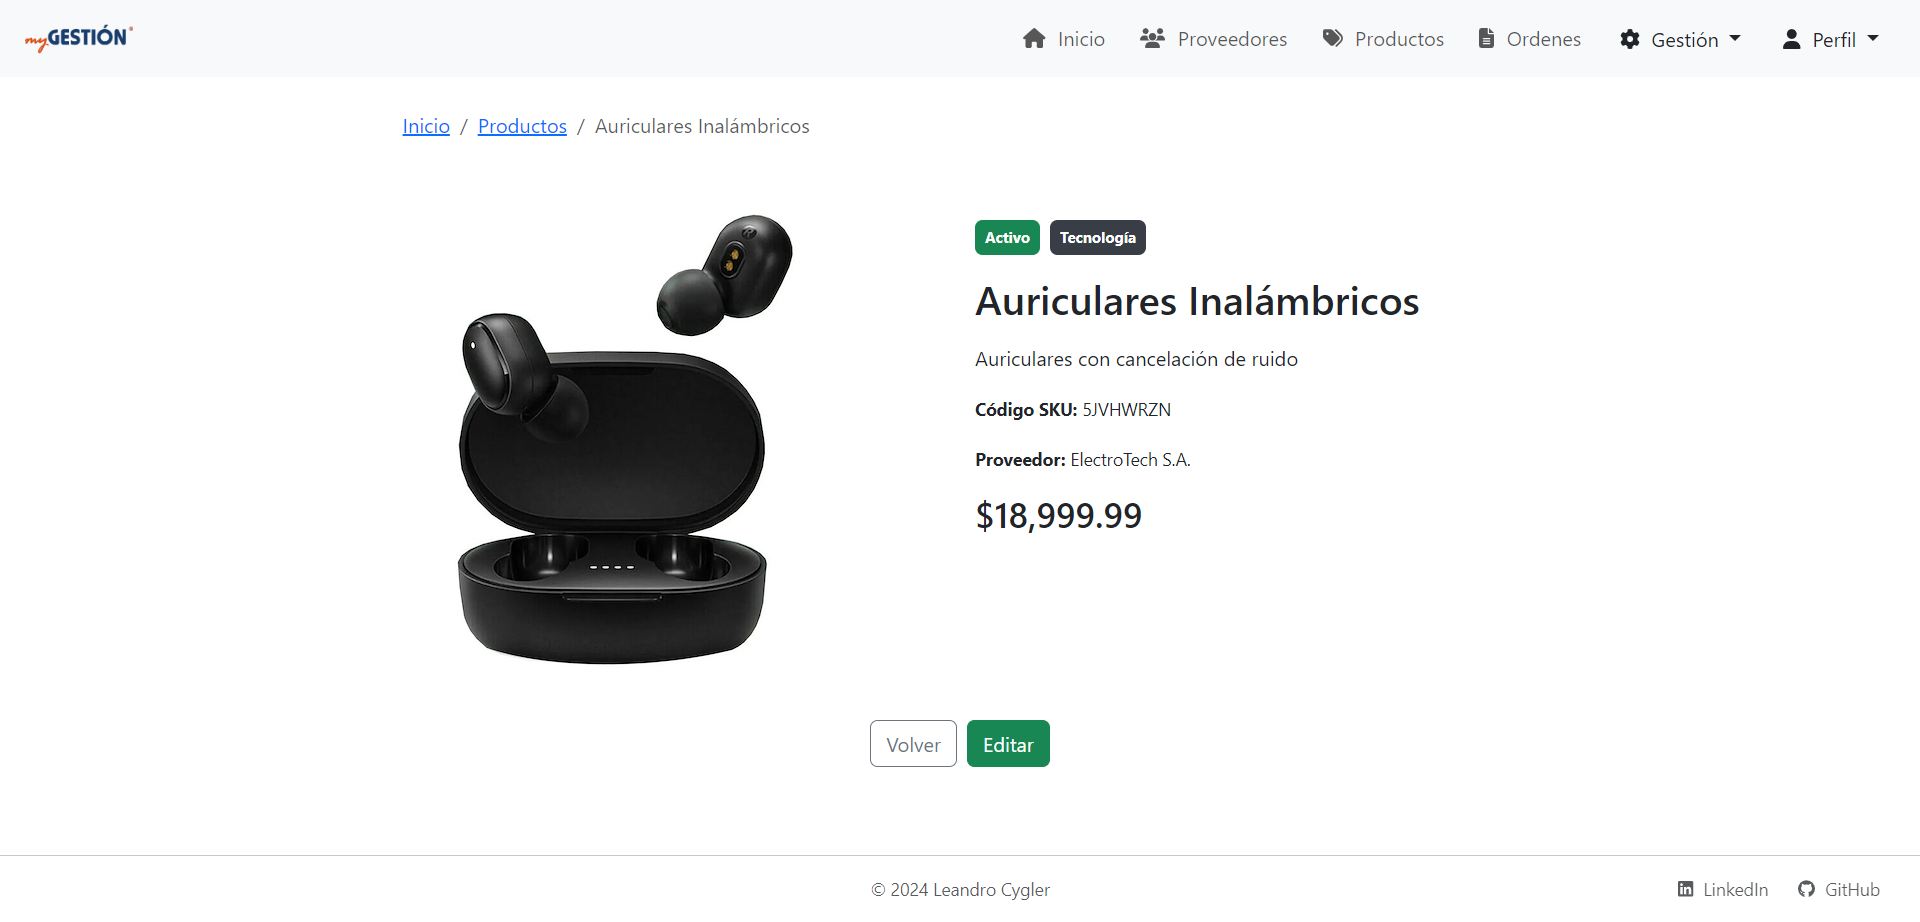 myGESTIÓN
Inicio Proveedores Productos Ordenes Gestión Perfil
Inicio / Productos / Auriculares Inalámbricos
Activo Tecnología
Auriculares Inalámbricos
Auriculares con cancelación de ruido
Código SKU: 5JVHWRZN
Proveedor: ElectroTech S.A.
$18,999.99
Volver Editar
© 2024 Leandro Cygler
LinkedIn GitHub